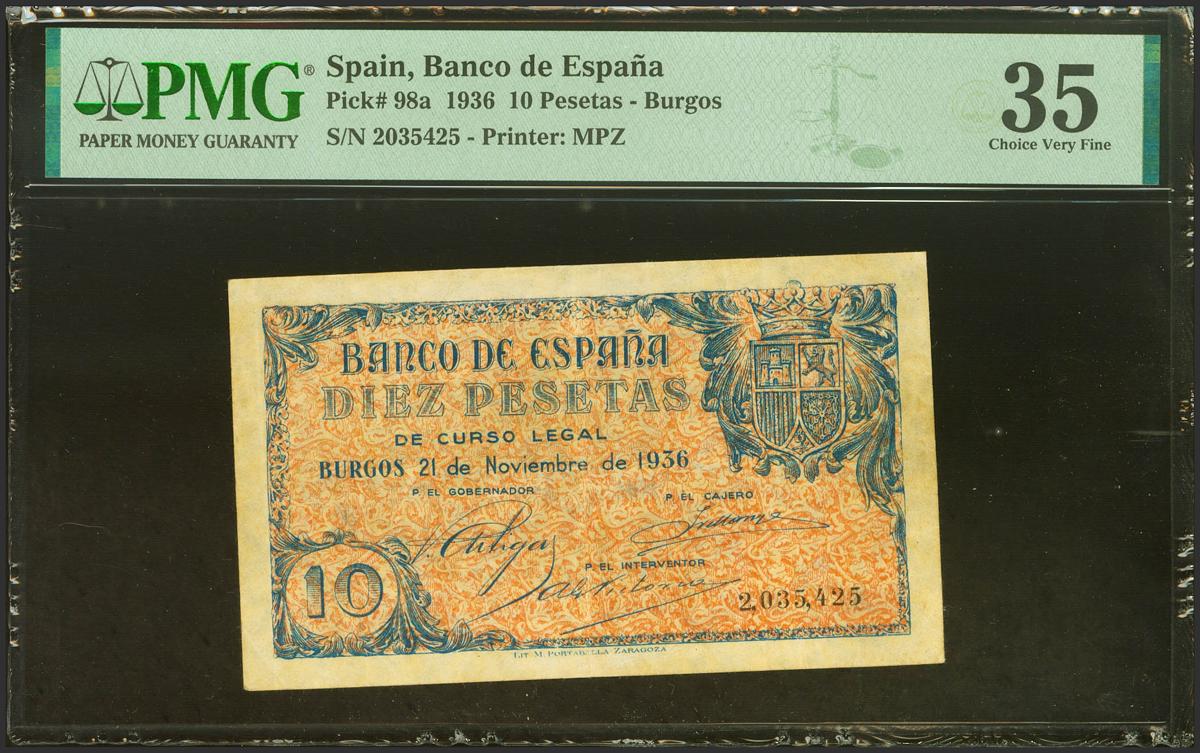 PMG®
PAPER MONEY GUARANTY
Spain, Banco de España
Pick# 98a 1936 10 Pesetas - Burgos
S/N 2035425 - Printer: MPZ
35
Choice Very Fine
BANCO DE ESPAÑA
DIEZ PESETAS
DE CURSO LEGAL
BURGOS 21 de Noviembre de 1936
P. EL GOBERNADOR
P. EL CAJERO
P. EL INTERVENTOR
10
2,035,425
LIT. M. PORTABELLA ZARAGOZA